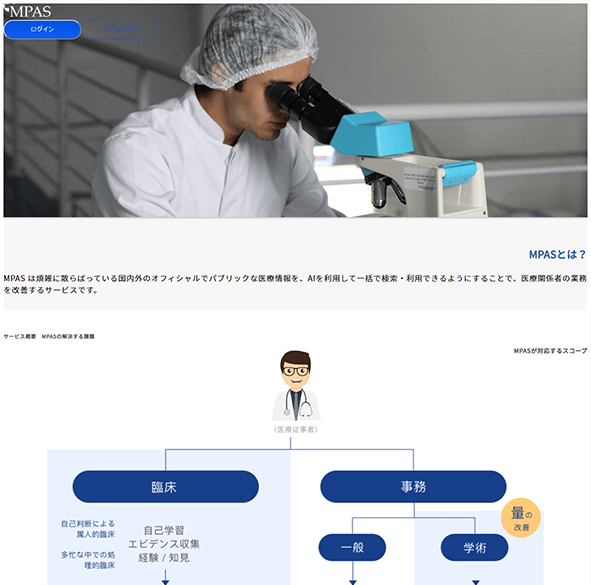 MPAS
ログイン
MPASとは？
MPAS は煩雑に散らばっている国内外のオフィシャルでパブリックな医療情報を、AIを利用して一括で検索・利用できるようにすることで、医療関係者の業務
を改善するサービスです。
サービス概要 MPASの解決する課題
MPASが対応するスコープ
(医療従事者)
臨床
事務
量の
改善
自己判断による
属人的臨床
多忙な中での処
理的臨床
自己学習
エビデンス収集
経験 / 知見
一般
学術